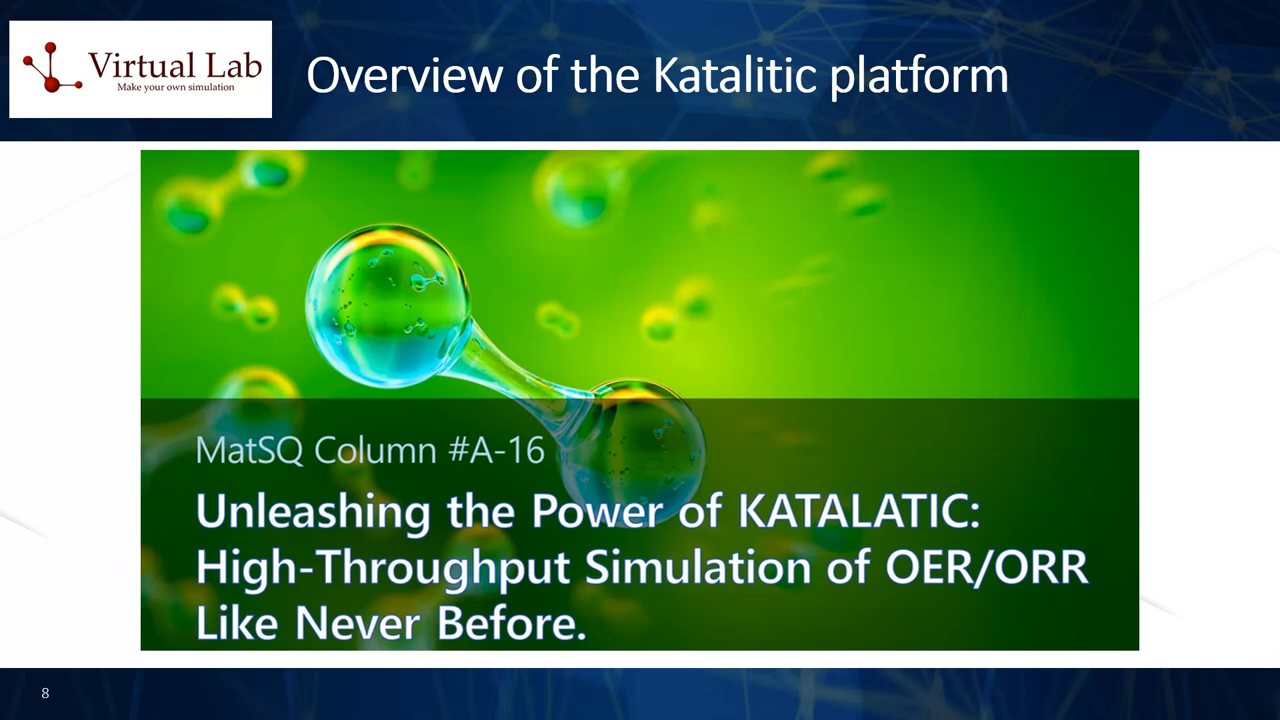 Virtual Lab
Make your own simulation
Overview of the Katalitic platform
MatSQ Column #A-16
Unleashing the Power of KATALATIC:
High-Throughput Simulation of OER/ORR
Like Never Before.
8